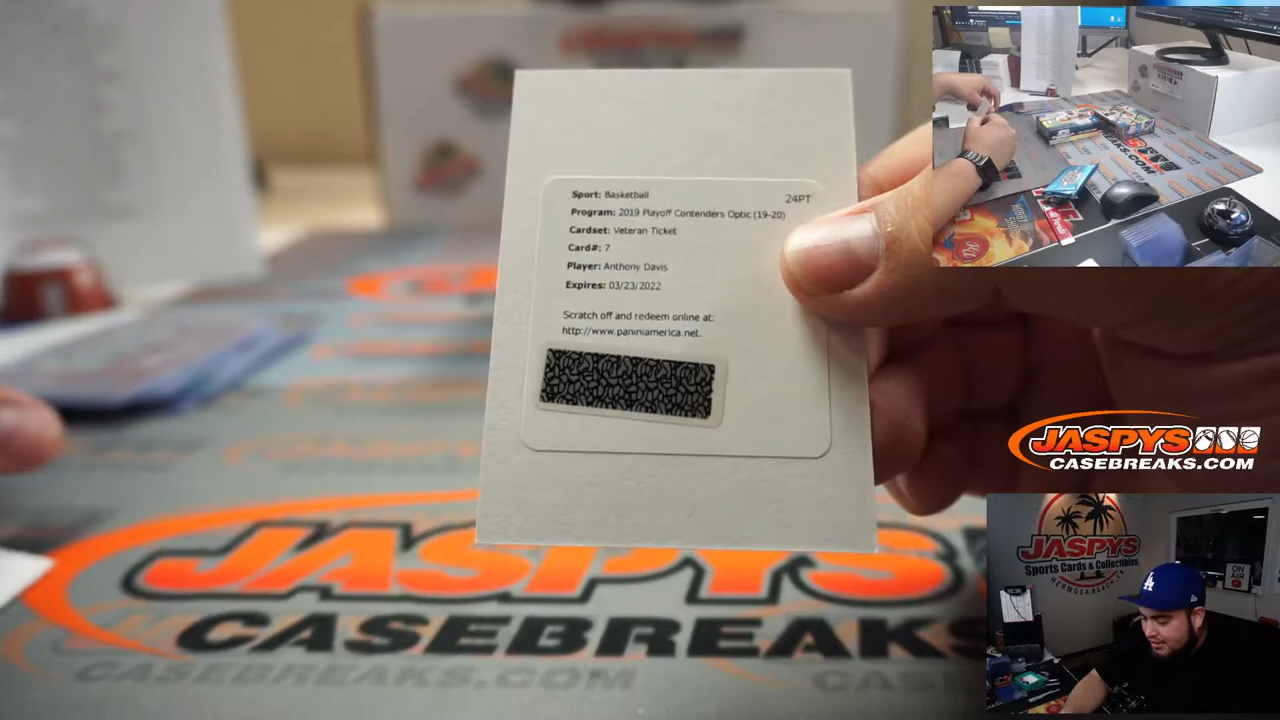 Sport: Basketball
24PT
Program: 2019 Playoff Contenders Optic (19-20)
Cardset: Veteran Ticket
Card#: 7
Player: Anthony Davis
Expires: 03/23/2022
Scratch off and redeem online at:
http://www.paniniamerica.net.
JASPYS
CASEBREAKS.COM
JASPYS
Sports Cards & Collectibles
HERMOSA BEACH, CA
ON
AIR
LA
JASPYS
CASEBREAKS
CASEBREAKS.COM